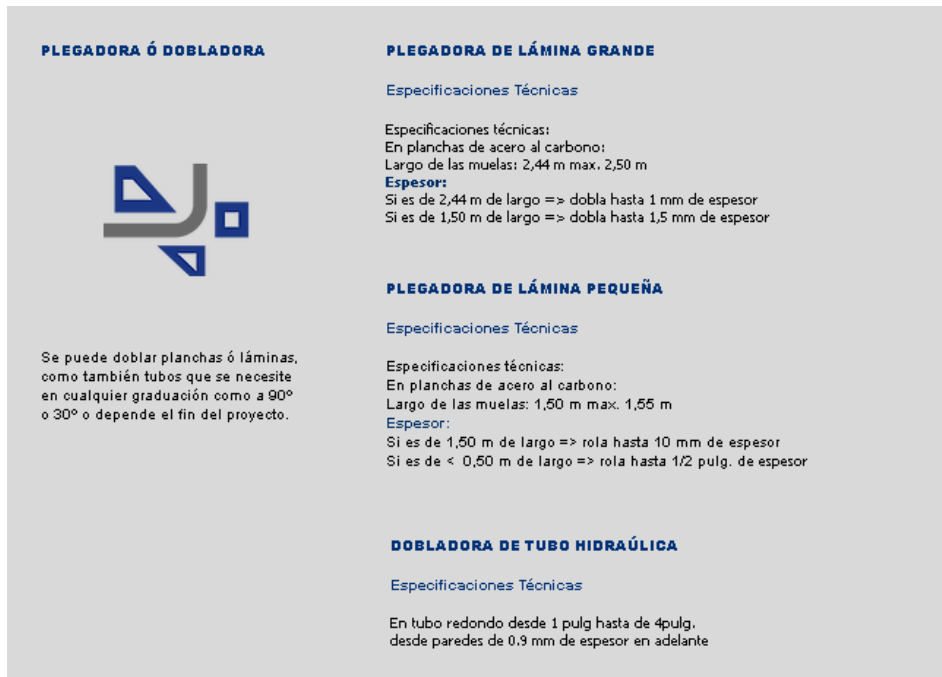 PLEGADORA Ó DOBLADORA
Se puede doblar planchas ó láminas,
como también tubos que se necesite
en cualquier graduación como a 90º
o 30º o depende el fin del proyecto.
PLEGADORA DE LÁMINA GRANDE
Especificaciones Técnicas
Especificaciones técnicas:
En planchas de acero al carbono:
Largo de las muelas: 2,44 m max. 2,50 m
Espesor:
Si es de 2,44 m de largo => dobla hasta 1 mm de espesor
Si es de 1,50 m de largo => dobla hasta 1,5 mm de espesor
PLEGADORA DE LÁMINA PEQUEÑA
Especificaciones Técnicas
Especificaciones técnicas:
En planchas de acero al carbono:
Largo de las muelas: 1,50 m max. 1,55 m
Espesor:
Si es de 1,50 m de largo => rola hasta 10 mm de espesor
Si es de < 0,50 m de largo => rola hasta 1/2 pulg. de espesor
DOBLADORA DE TUBO HIDRAÚLICA
Especificaciones Técnicas
En tubo redondo desde 1 pulg hasta de 4pulg.
desde paredes de 0.9 mm de espesor en adelante